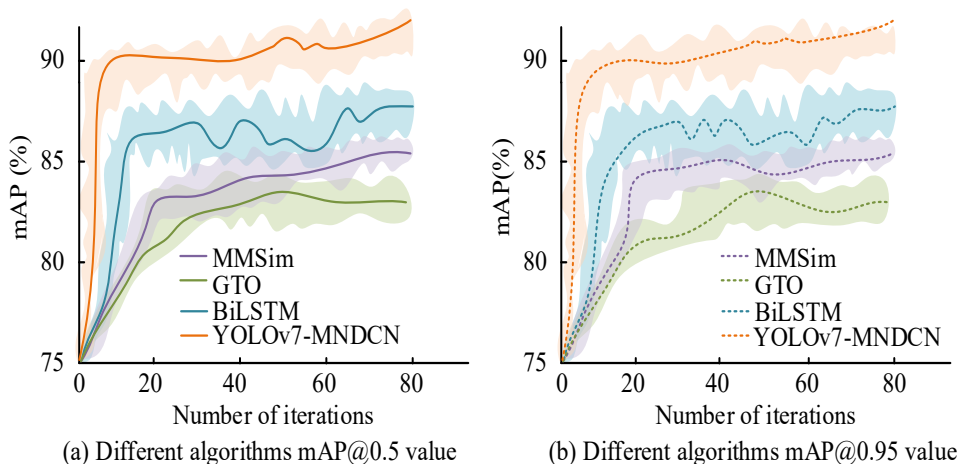 mAP (%)
90
85
80
75
0
20
40
60
80
MMSim
GTO
BiLSTM
YOLOv7-MNDCN
Number of iterations
(a) Different algorithms mAP@0.5 value
mAP(%)
90
85
80
75
0
20
40
60
80
MMSim
GTO
BiLSTM
YOLOv7-MNDCN
Number of iterations
(b) Different algorithms mAP@0.95 value